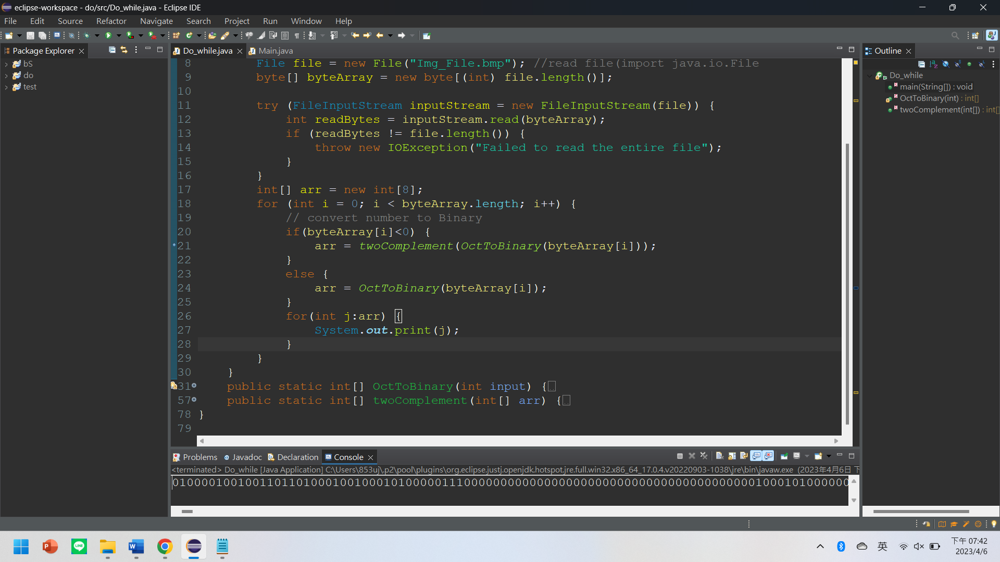 eclipse-workspace - do/src/Do_while.java - Eclipse IDE
File Edit Source Refactor Navigate Search Project Run Window Help
Package Explorer
bS
do
test
Do_while.java Main.java
8 File file = new File("Img_File.bmp"); //read file(import java.io.File
9 byte[] byteArray = new byte[(int) file.length()];
10
11 try (FileInputStream inputStream = new FileInputStream(file)) {
12 int readBytes = inputStream.read(byteArray);
13 if (readBytes != file.length()) {
14 throw new IOException("Failed to read the entire file");
15 }
16 }
17 int[] arr = new int[8];
18 for (int i = 0; i < byteArray.length; i++) {
19 // convert number to Binary
20 if(byteArray[i]<0) {
21 arr = twoComplement(OctToBinary(byteArray[i]));
22 }
23 else {
24 arr = OctToBinary(byteArray[i]);
25 }
26 for(int j:arr) {
27 System.out.print(j);
28 }
29 }
30 }
31 public static int[] OctToBinary(int input) {
57 public static int[] twoComplement(int[] arr) {
78 }
79
Outline
Do_while
main(String[]) : void
OctToBinary(int) : int[]
twoComplement(int[]) : int[]
Problems Javadoc Declaration Console
<terminated> Do_while [Java Application] C:\Users\853uj\.p2\pool\plugins\org.eclipse.justj.openjdk.hotspot.jre.full.win32.x86_64_17.0.4.v20220903-1038\jre\bin\javaw.exe (2023年4月6日 下
英
下午 07:42
2023/4/6